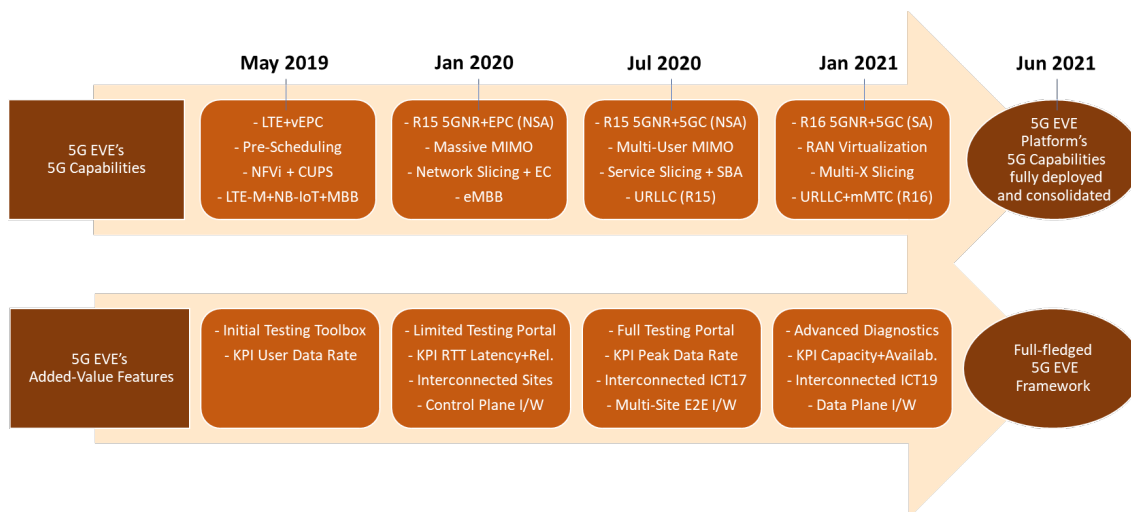 May 2019
Jan 2020
Jul 2020
Jan 2021
Jun 2021
5G EVE's
5G Capabilities
- LTE+vEPC
- Pre-Scheduling
- NFVi + CUPS
- LTE-M+NB-IoT+MBB
- R15 5GNR+EPC (NSA)
- Massive MIMO
- Network Slicing + EC
- eMBB
- R15 5GNR+5GC (NSA)
- Multi-User MIMO
- Service Slicing + SBA
- URLLC (R15)
- R16 5GNR+5GC (SA)
- RAN Virtualization
- Multi-X Slicing
- URLLC+mMTC (R16)
5G EVE
Platform's
5G Capabilities
fully deployed
and consolidated
5G EVE's
Added-Value Features
- Initial Testing Toolbox
- KPI User Data Rate
- Limited Testing Portal
- KPI RTT Latency+Rel.
- Interconnected Sites
- Control Plane I/W
- Full Testing Portal
- KPI Peak Data Rate
- Interconnected ICT17
- Multi-Site E2E I/W
- Advanced Diagnostics
- KPI Capacity+Availab.
- Interconnected ICT19
- Data Plane I/W
Full-fledged
5G EVE
Framework